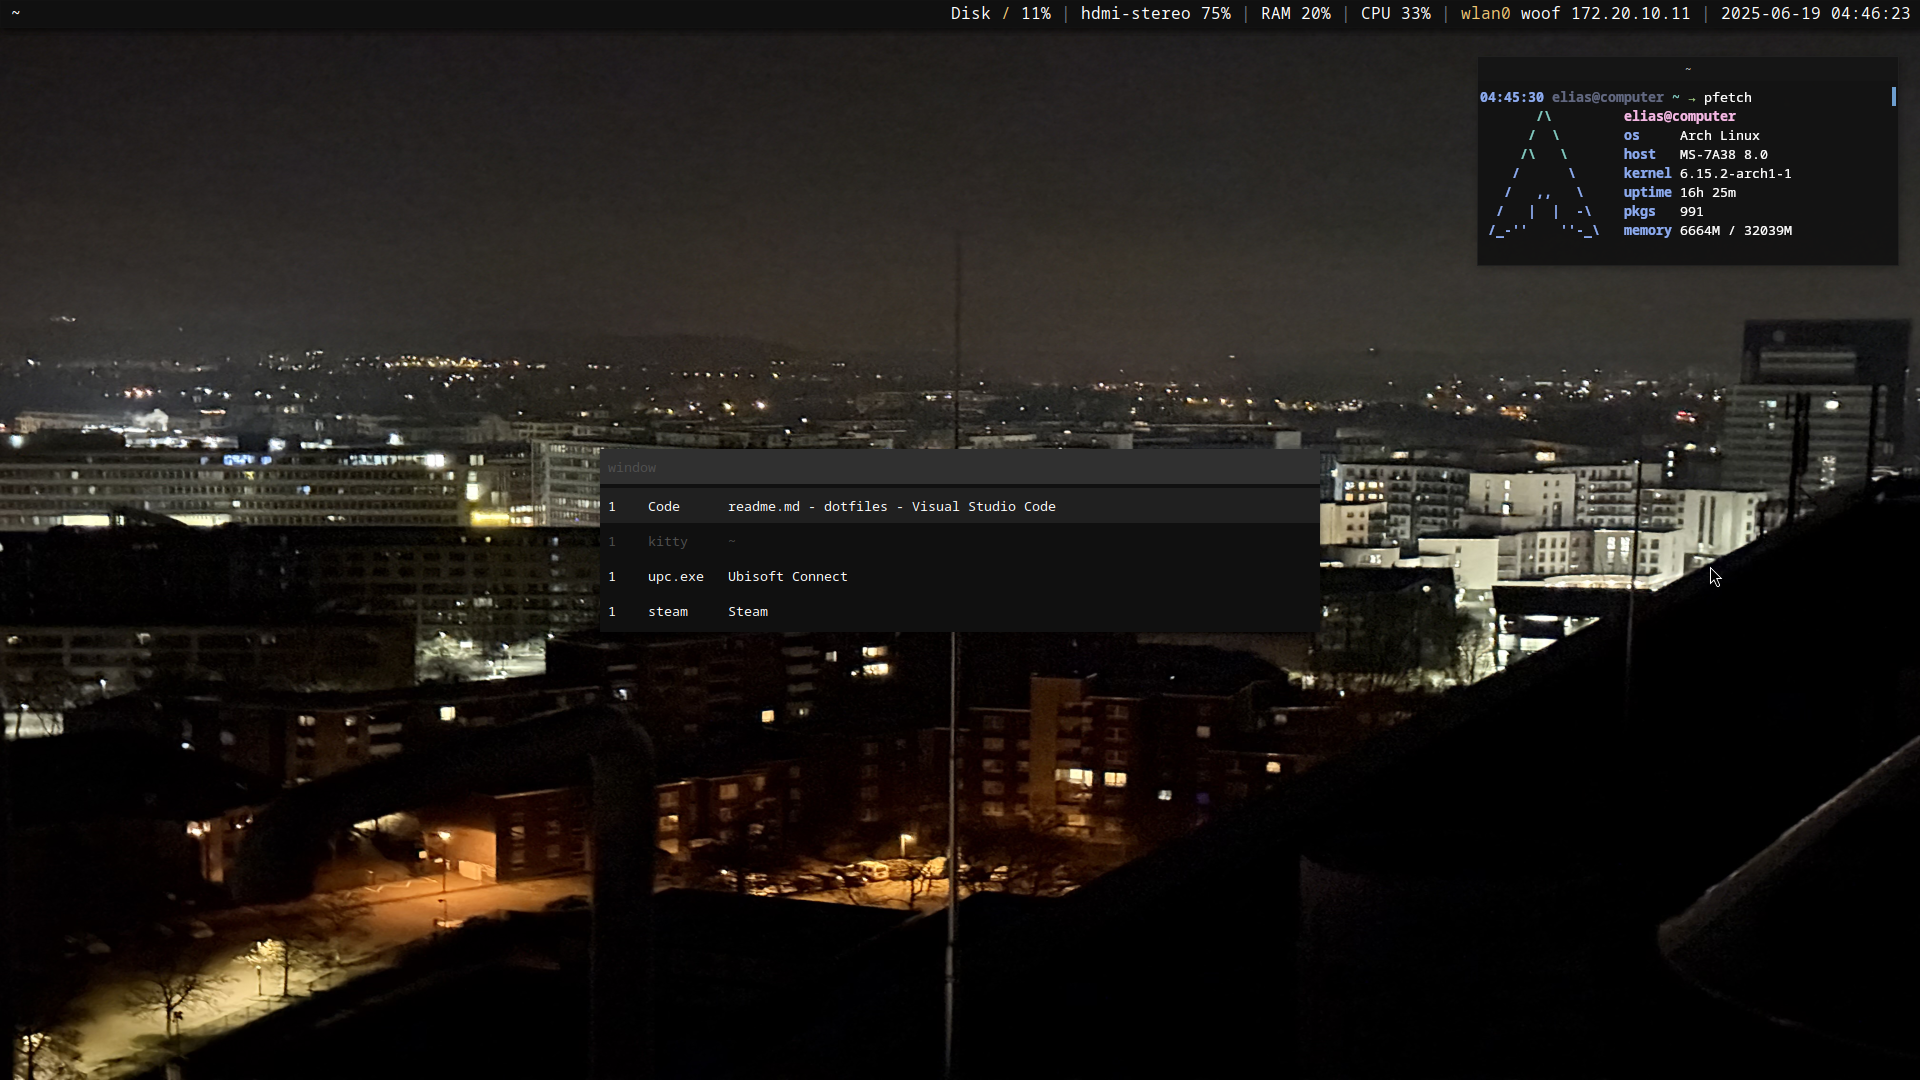 ~ Disk / 11% | hdmi-stereo 75% | RAM 20% | CPU 33% | wlan0 woof 172.20.10.11 | 2025-06-19 04:46:23
~
04:45:30 elias@computer ~ → pfetch
/\ elias@computer
/ \ os Arch Linux
/\ \ host MS-7A38 8.0
/ \ kernel 6.15.2-arch1-1
/ ,, \ uptime 16h 25m
/ | | -\ pkgs 991
/_-'' ''-_\ memory 6664M / 32039M
window
1 Code readme.md - dotfiles - Visual Studio Code
1 kitty ~
1 upc.exe Ubisoft Connect
1 steam Steam